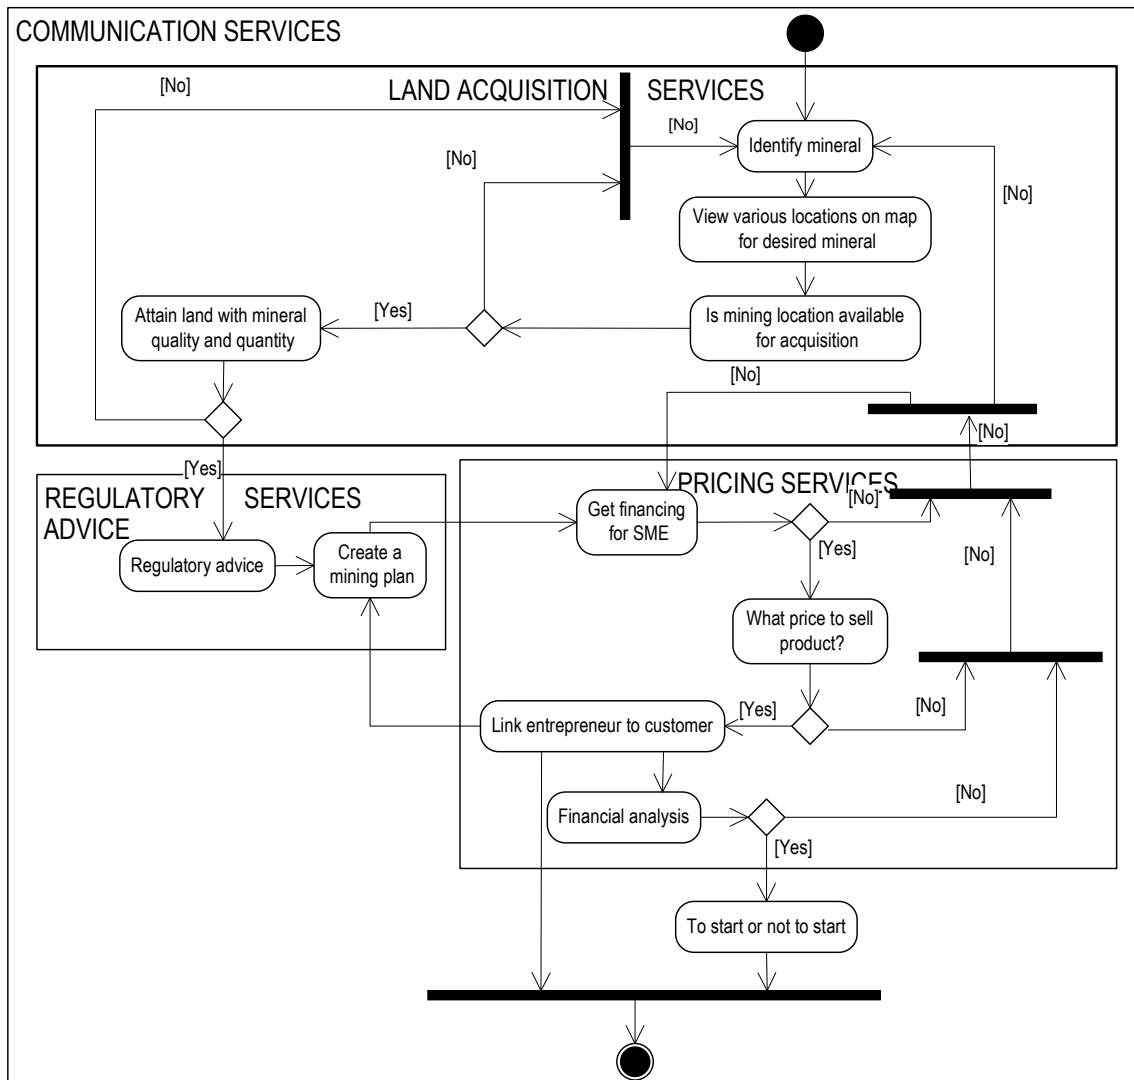 COMMUNICATION SERVICES
[No]
LAND ACQUISITION SERVICES
[No]
Identify mineral
[No]
[No]
View various locations on map
for desired mineral
Attain land with mineral
quality and quantity
[Yes]
Is mining location available
for acquisition
[No]
[No]
[Yes]
REGULATORY SERVICES
ADVICE
PRICING SERVICES
[No]
Get financing
for SME
Create a
mining plan
Regulatory advice
[Yes]
[No]
What price to sell
product?
Link entrepreneur to customer
[Yes]
[No]
[No]
Financial analysis
[Yes]
To start or not to start